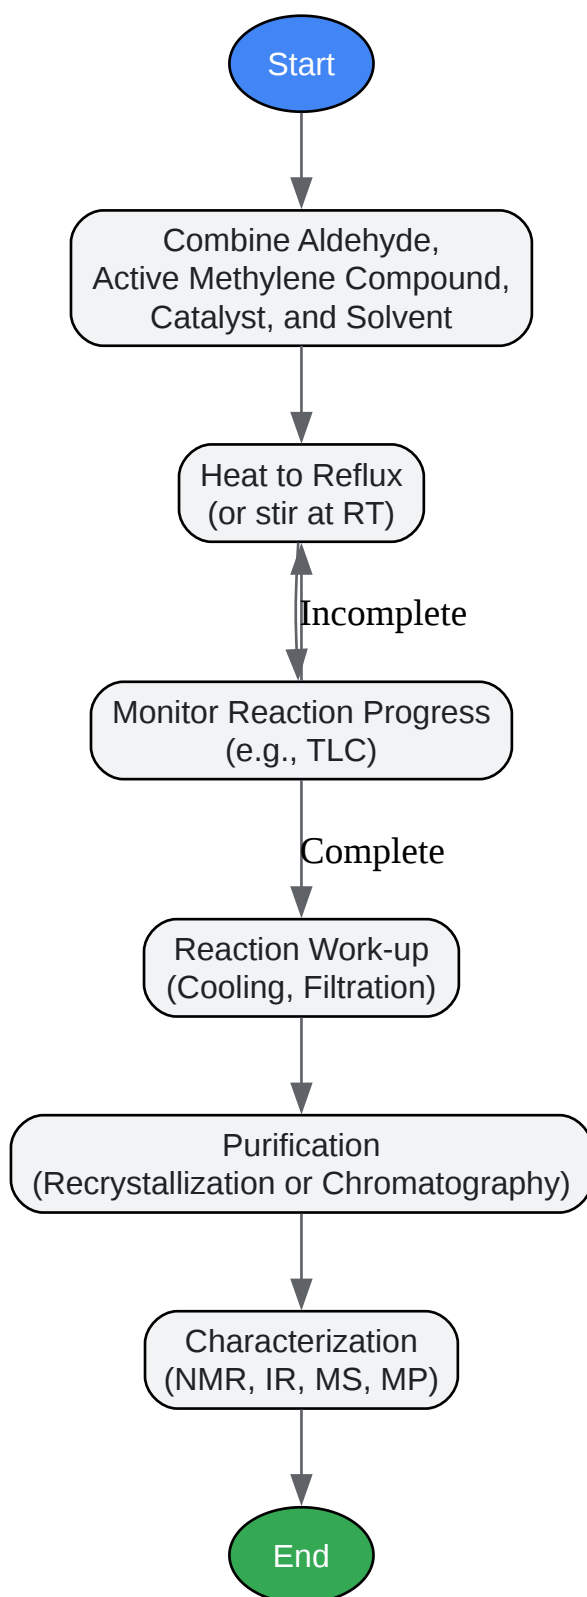 Start
Combine Aldehyde,
Active Methylene Compound,
Catalyst, and Solvent
Heat to Reflux
(or stir at RT)
Incomplete
Monitor Reaction Progress
(e.g., TLC)
Complete
Reaction Work-up
(Cooling, Filtration)
Purification
(Recrystallization or Chromatography)
Characterization
(NMR, IR, MS, MP)
End